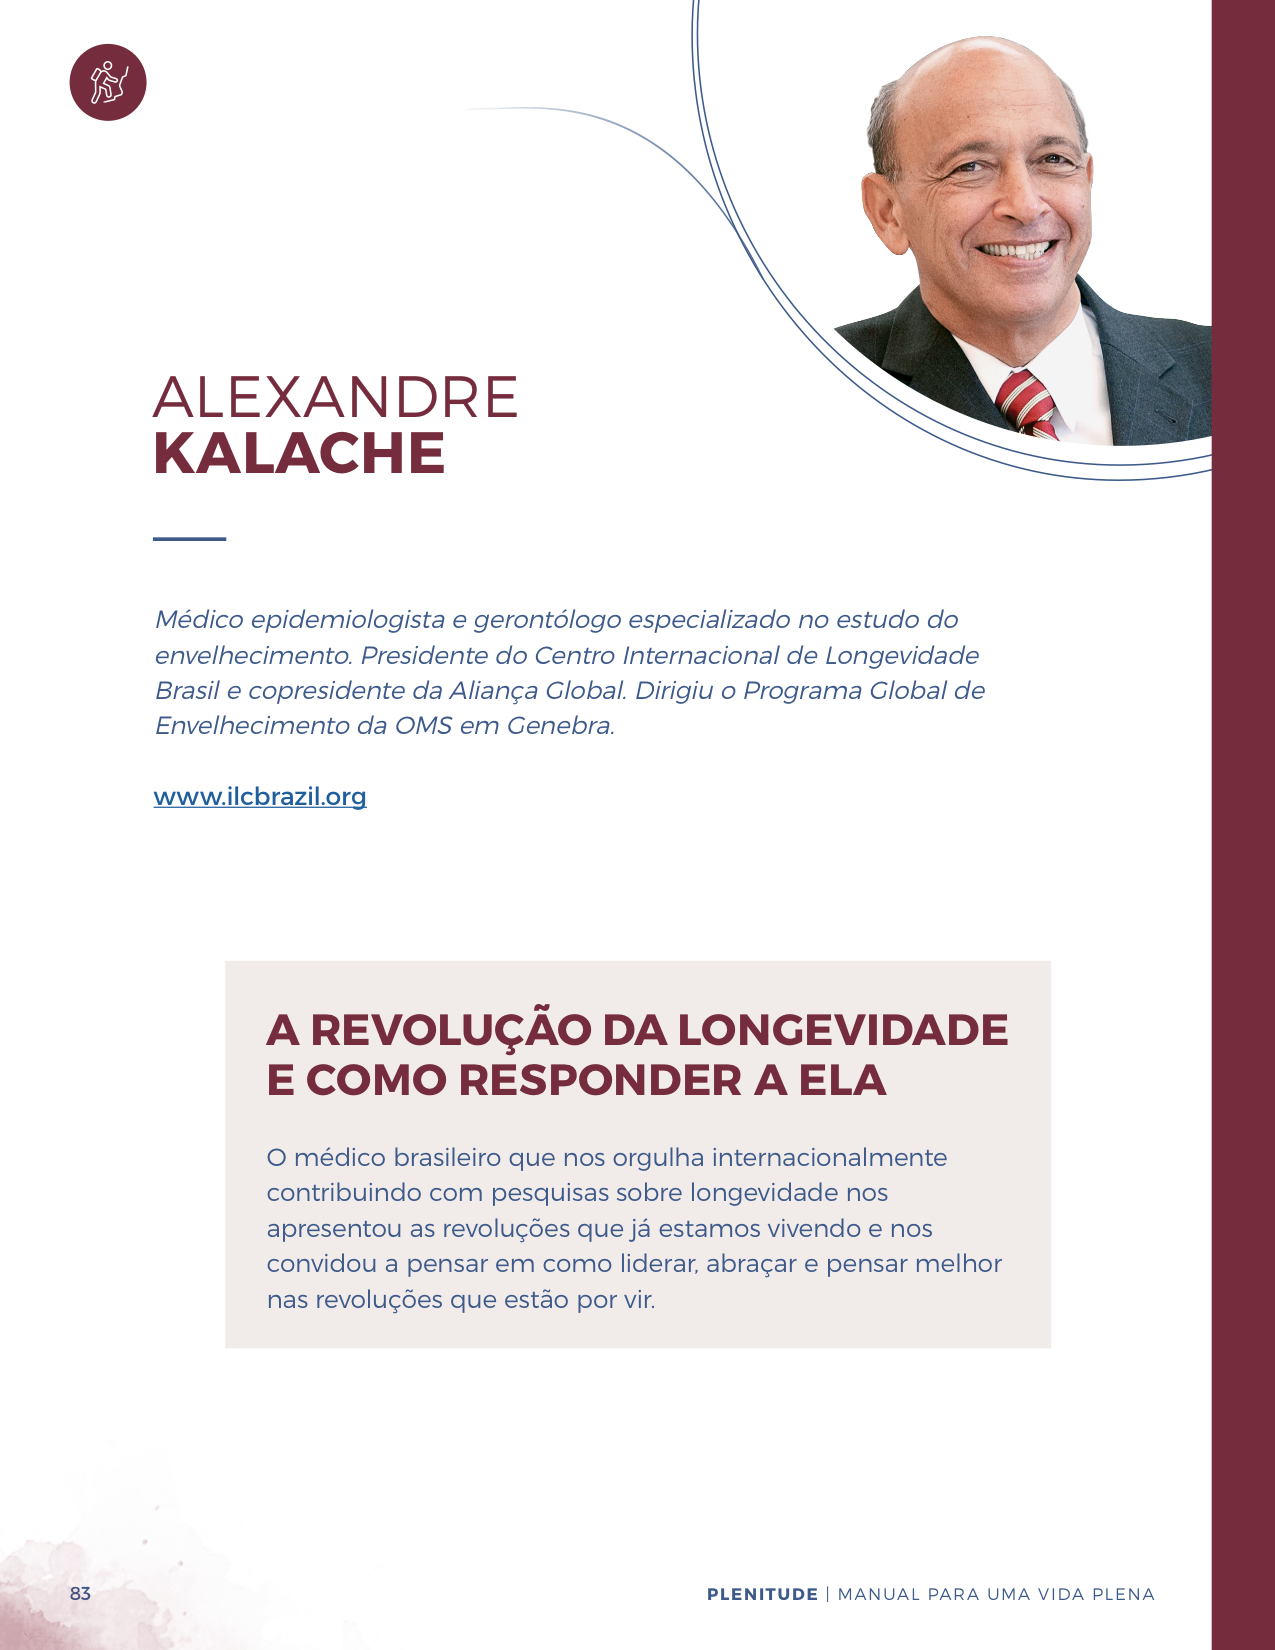 ALEXANDRE
KALACHE
Médico epidemiologista e gerontólogo especializado no estudo do
envelhecimento. Presidente do Centro Internacional de Longevidade
Brasil e copresidente da Aliança Global. Dirigiu o Programa Global de
Envelhecimento da OMS em Genebra.
www.ilcbrazil.org
A REVOLUÇÃO DA LONGEVIDADE
E COMO RESPONDER A ELA
O médico brasileiro que nos orgulha internacionalmente
contribuindo com pesquisas sobre longevidade nos
apresentou as revoluções que já estamos vivendo e nos
convidou a pensar em como liderar, abraçar e pensar melhor
nas revoluções que estão por vir.
83
PLENITUDE | MANUAL PARA UMA VIDA PLENA